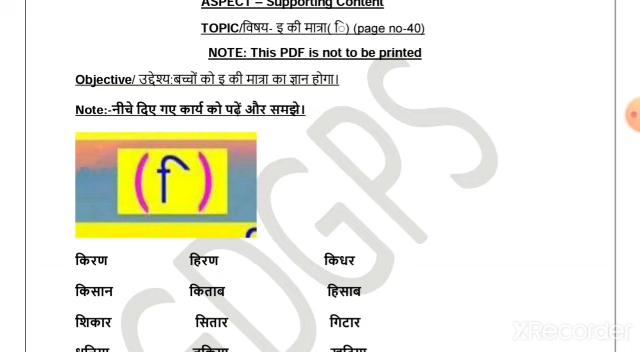 ASPECT – Supporting Content
TOPIC/विषय- इ की मात्रा( ि) (page no-40)
NOTE: This PDF is not to be printed
Objective/ उद्देश्य:बच्चों को इ की मात्रा का ज्ञान होगा।
Note:-नीचे दिए गए कार्य को पढ़ें और समझे।
( ि)
किरण हिरण किधर
किसान किताब हिसाब
शिकार सितार गिटार
GDGPS
XRecorder